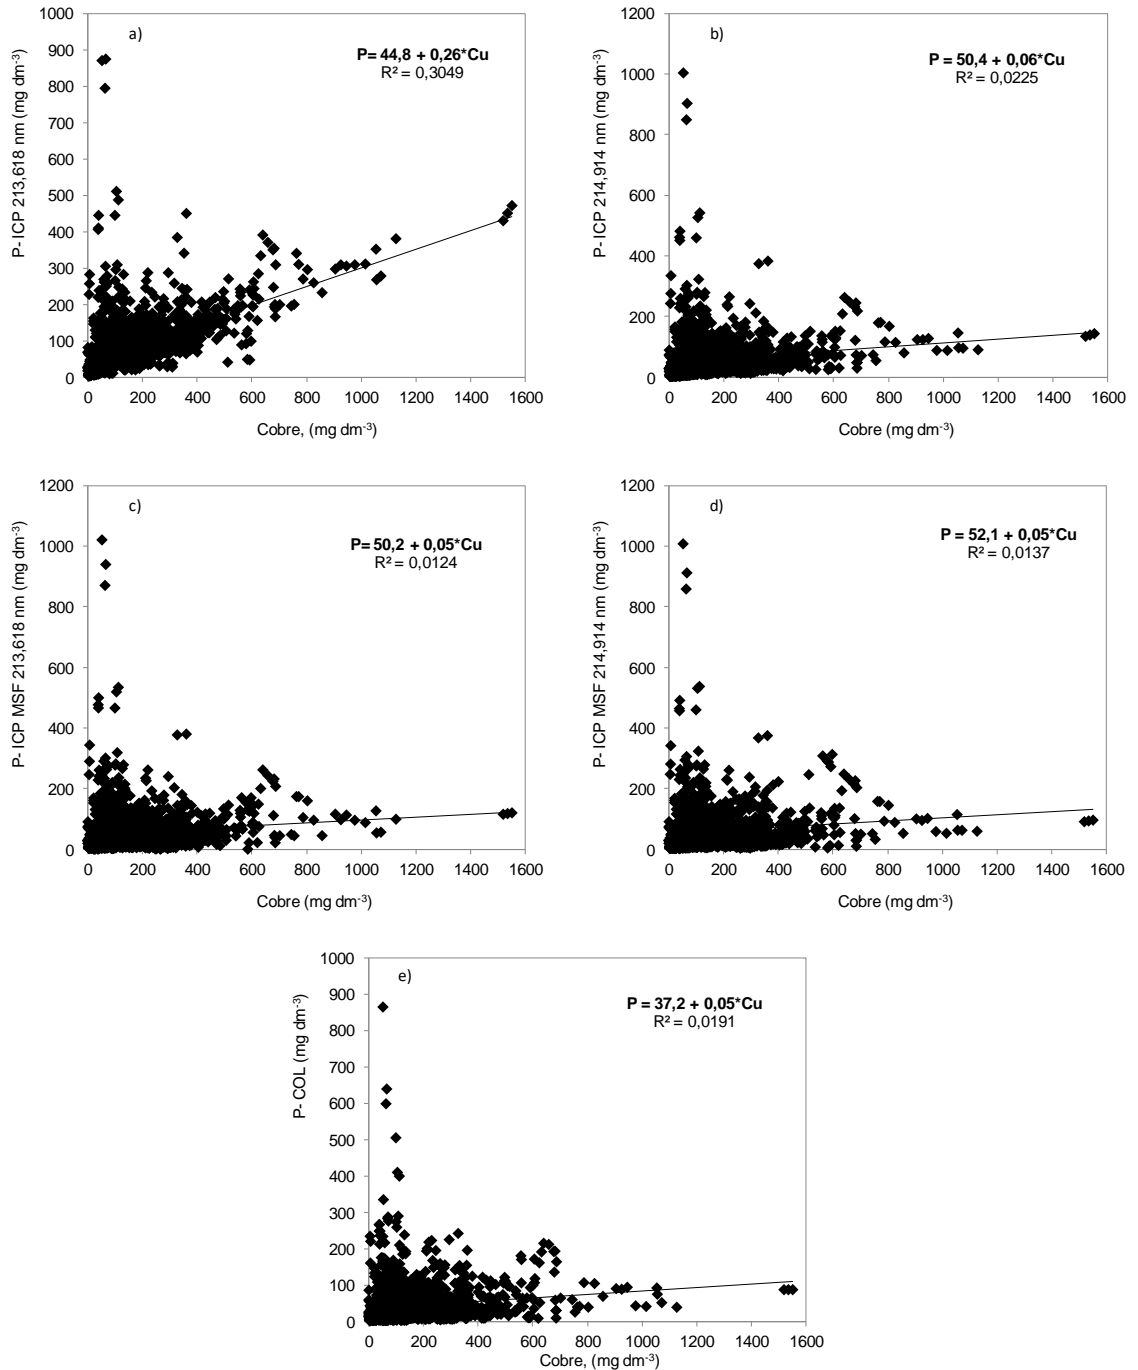 a)
P= 44,8 + 0,26*Cu
R² = 0,3049
P- ICP 213,618 nm (mg dm-3)
1000
900
800
700
600
500
400
300
200
100
0
0 200 400 600 800 1000 1200 1400 1600
Cobre, (mg dm-3)
b)
P = 50,4 + 0,06*Cu
R² = 0,0225
P- ICP 214,914 nm (mg dm-3)
1200
1000
800
600
400
200
0
0 200 400 600 800 1000 1200 1400 1600
Cobre (mg dm-3)
c)
P= 50,2 + 0,05*Cu
R² = 0,0124
P- ICP MSF 213,618 nm (mg dm-3)
1200
1000
800
600
400
200
0
0 200 400 600 800 1000 1200 1400 1600
Cobre (mg dm-3)
d)
P = 52,1 + 0,05*Cu
R² = 0,0137
P- ICP MSF 214,914 nm (mg dm-3)
1200
1000
800
600
400
200
0
0 200 400 600 800 1000 1200 1400 1600
Cobre (mg dm-3)
e)
P = 37,2 + 0,05*Cu
R² = 0,0191
P- COL (mg dm-3)
1000
900
800
700
600
500
400
300
200
100
0
0 200 400 600 800 1000 1200 1400 1600
Cobre, (mg dm-3)